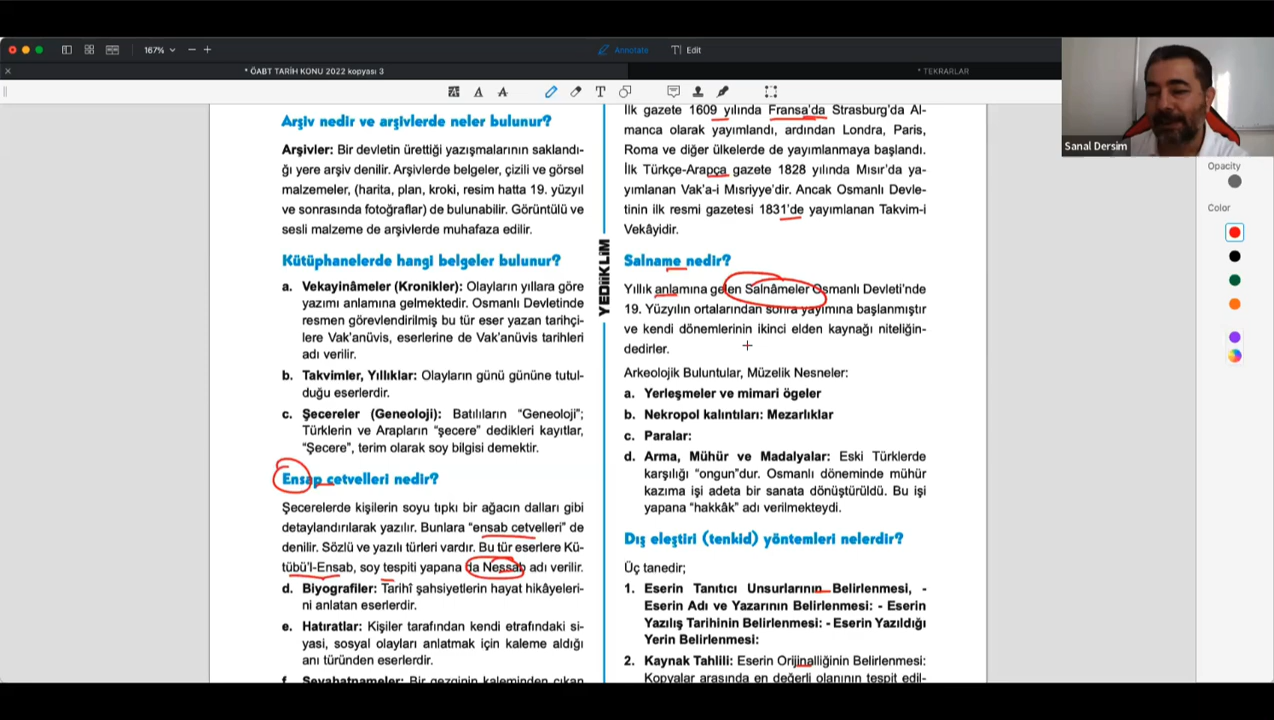 167%
Annotate
Edit
* ÖABT TARİH KONU 2022 kopyası 3
* TEKRARLAR
Sanal Dersim
Opacity
Color
Arşiv nedir ve arşivlerde neler bulunur?
Arşivler: Bir devletin ürettiği yazışmalarının saklandı-
ğı yere arşiv denilir. Arşivlerde belgeler, çizili ve görsel
malzemeler, (harita, plan, kroki, resim hatta 19. yüzyıl
ve sonrasında fotoğraflar) de bulunabilir. Görüntülü ve
sesli malzeme de arşivlerde muhafaza edilir.
Kütüphanelerde hangi belgeler bulunur?
a. Vekayinâmeler (Kronikler): Olayların yıllara göre
yazımı anlamına gelmektedir. Osmanlı Devletinde
resmen görevlendirilmiş bu tür eser yazan tarihçi-
lere Vak'anüvis, eserlerine de Vak'anüvis tarihleri
adı verilir.
b. Takvimler, Yıllıklar: Olayların günü gününe tutul-
duğu eserlerdir.
c. Şecereler (Geneoloji): Batılıların "Geneoloji";
Türklerin ve Arapların "şecere" dedikleri kayıtlar,
"Şecere", terim olarak soy bilgisi demektir.
Ensap cetvelleri nedir?
Şecerelerde kişilerin soyu tıpkı bir ağacın dalları gibi
detaylandırılarak yazılır. Bunlara "ensab cetvelleri" de
denilir. Sözlü ve yazılı türleri vardır. Bu tür eserlere Kü-
tübü'l-Ensab, soy tespiti yapana da Nessab adı verilir.
d. Biyografiler: Tarihî şahsiyetlerin hayat hikâyeleri-
ni anlatan eserlerdir.
e. Hatıratlar: Kişiler tarafından kendi etrafındaki si-
yasi, sosyal olayları anlatmak için kaleme aldığı
anı türünden eserlerdir.
f. Seyahatnameler: Bir gezginin kaleminden çıkan
YEDİİKLİM
İlk gazete 1609 yılında Fransa'da Strasburg'da Al-
manca olarak yayımlandı, ardından Londra, Paris,
Roma ve diğer ülkelerde de yayımlanmaya başlandı.
İlk Türkçe-Arapça gazete 1828 yılında Mısır'da ya-
yımlanan Vak'a-i Mısriyye'dir. Ancak Osmanlı Devle-
tinin ilk resmi gazetesi 1831'de yayımlanan Takvim-i
Vekâyidir.
Salname nedir?
Yıllık anlamına gelen Salnâmeler Osmanlı Devleti'nde
19. Yüzyılın ortalarından sonra yayımına başlanmıştır
ve kendi dönemlerinin ikinci elden kaynağı niteliğin-
dedirler.
Arkeolojik Buluntular, Müzelik Nesneler:
a. Yerleşmeler ve mimari ögeler
b. Nekropol kalıntıları: Mezarlıklar
c. Paralar:
d. Arma, Mühür ve Madalyalar: Eski Türklerde
karşılığı "ongun"dur. Osmanlı döneminde mühür
kazıma işi adeta bir sanata dönüştürüldü. Bu işi
yapana "hakkâk" adı verilmekteydi.
Dış eleştiri (tenkid) yöntemleri nelerdir?
Üç tanedir;
1. Eserin Tanıtıcı Unsurlarının Belirlenmesi, -
Eserin Adı ve Yazarının Belirlenmesi: - Eserin
Yazılış Tarihinin Belirlenmesi: - Eserin Yazıldığı
Yerin Belirlenmesi:
2. Kaynak Tahlili: Eserin Orijinalliğinin Belirlenmesi:
Kopyalar arasında en değerli olanının tespit edil-